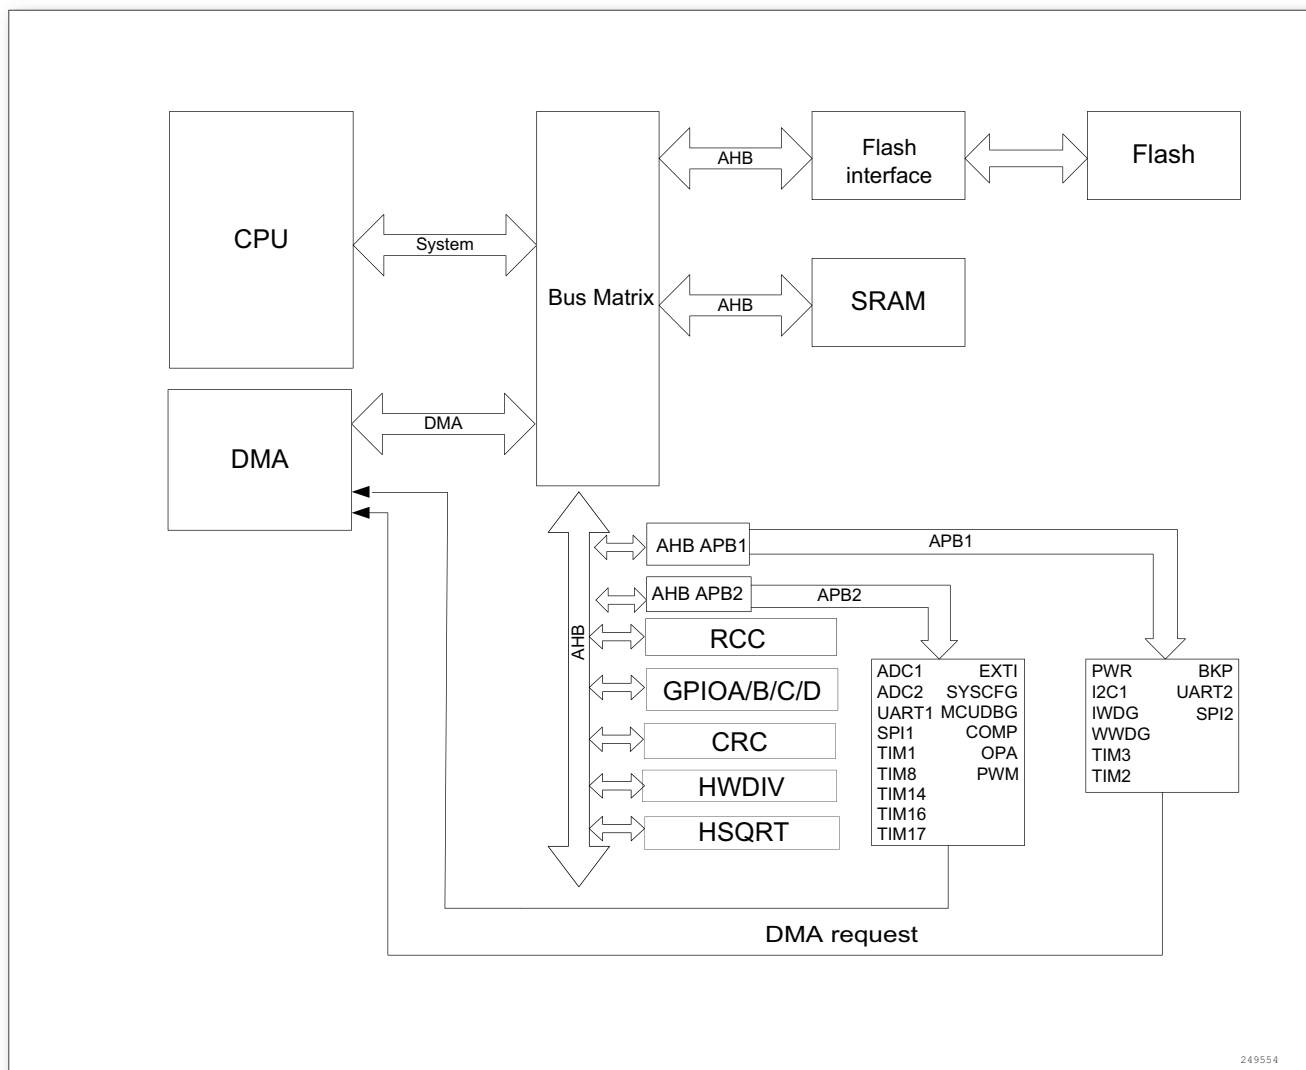 CPU
System
Bus Matrix
AHB
Flash
interface
Flash
AHB
SRAM
DMA
DMA
AHB
AHB APB1
APB1
AHB APB2
APB2
RCC
GPIOA/B/C/D
CRC
HWDIV
HSQRT
ADC1 EXTI
ADC2 SYSCFG
UART1 MCUDBG
SPI1 COMP
TIM1 OPA
TIM8 PWM
TIM14
TIM16
TIM17
PWR BKP
I2C1 UART2
IWDG SPI2
WWDG
TIM3
TIM2
DMA request
249554